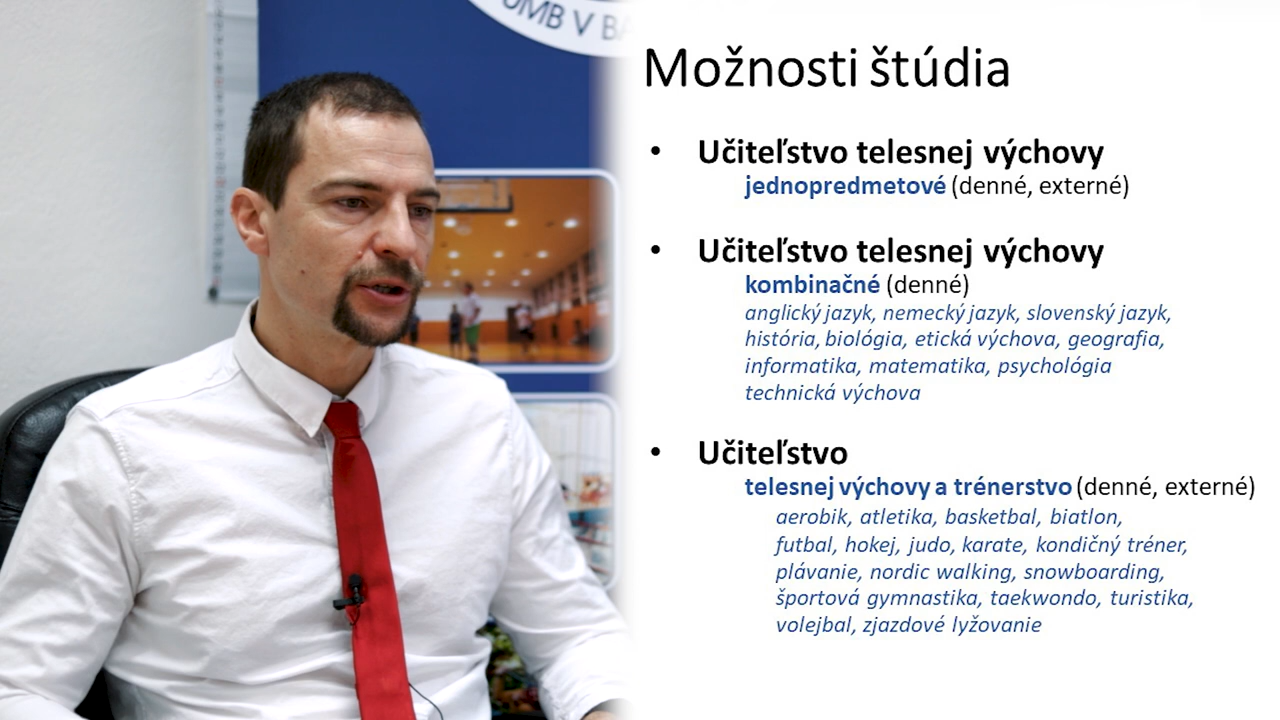 UMB V BA
Možnosti štúdia
• Učiteľstvo telesnej výchovy
jednopredmetové (denné, externé)
• Učiteľstvo telesnej výchovy
kombinačné (denné)
anglický jazyk, nemecký jazyk, slovenský jazyk,
história, biológia, etická výchova, geografia,
informatika, matematika, psychológia
technická výchova
• Učiteľstvo
telesnej výchovy a trénerstvo (denné, externé)
aerobik, atletika, basketbal, biatlon,
futbal, hokej, judo, karate, kondičný tréner,
plávanie, nordic walking, snowboarding,
športová gymnastika, taekwondo, turistika,
volejbal, zjazdové lyžovanie